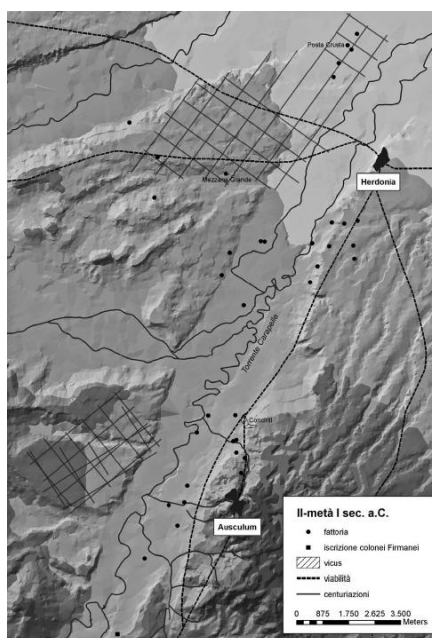 Posta Crusta
Herdonia
Mezzana Grande
Torrente Carapelle
Ausculum
II-metà I sec. a.C.
fattoria
iscrizione colonei Firmanei
vicus
viabilità
centuriazioni
0 875 1.750 2.625 3.500
Meters